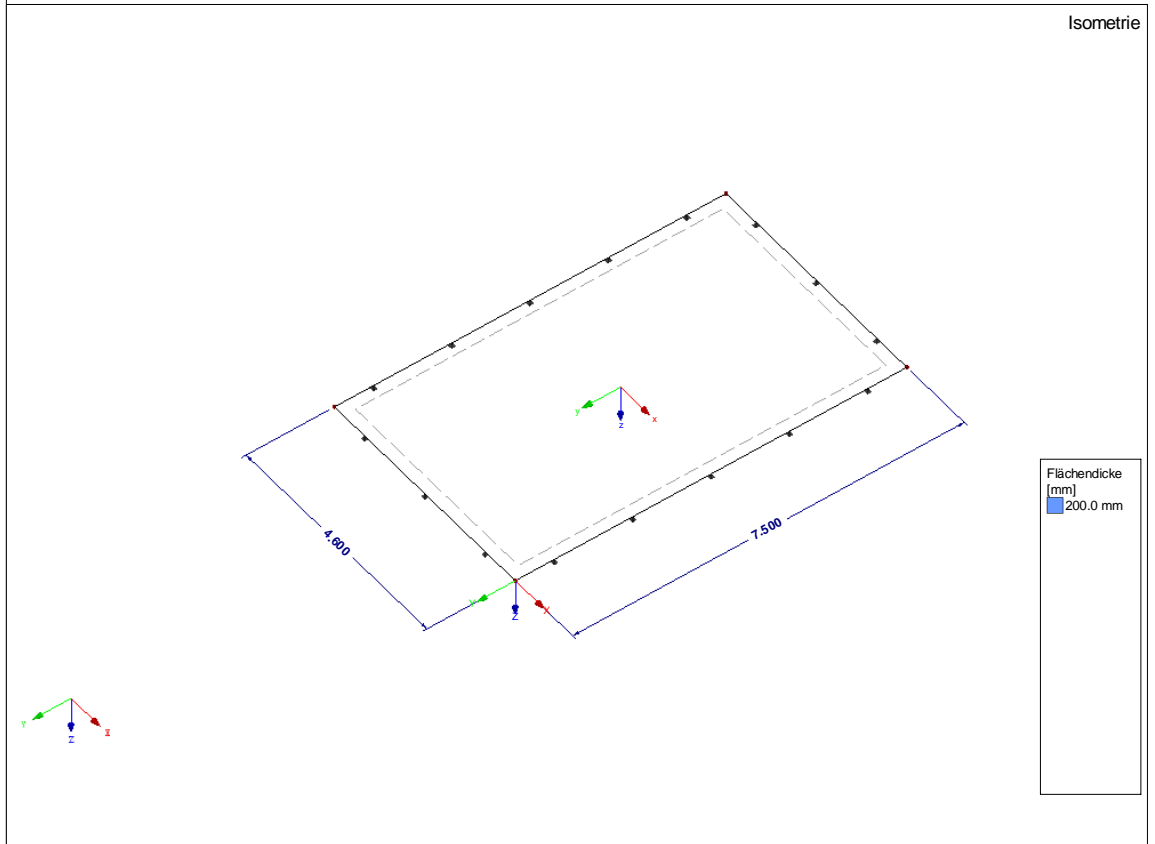 Isometrie
y
z
x
Flächendicke
[mm]
200.0 mm
4.600
7.500
Y
Z
X
Y
Z
X